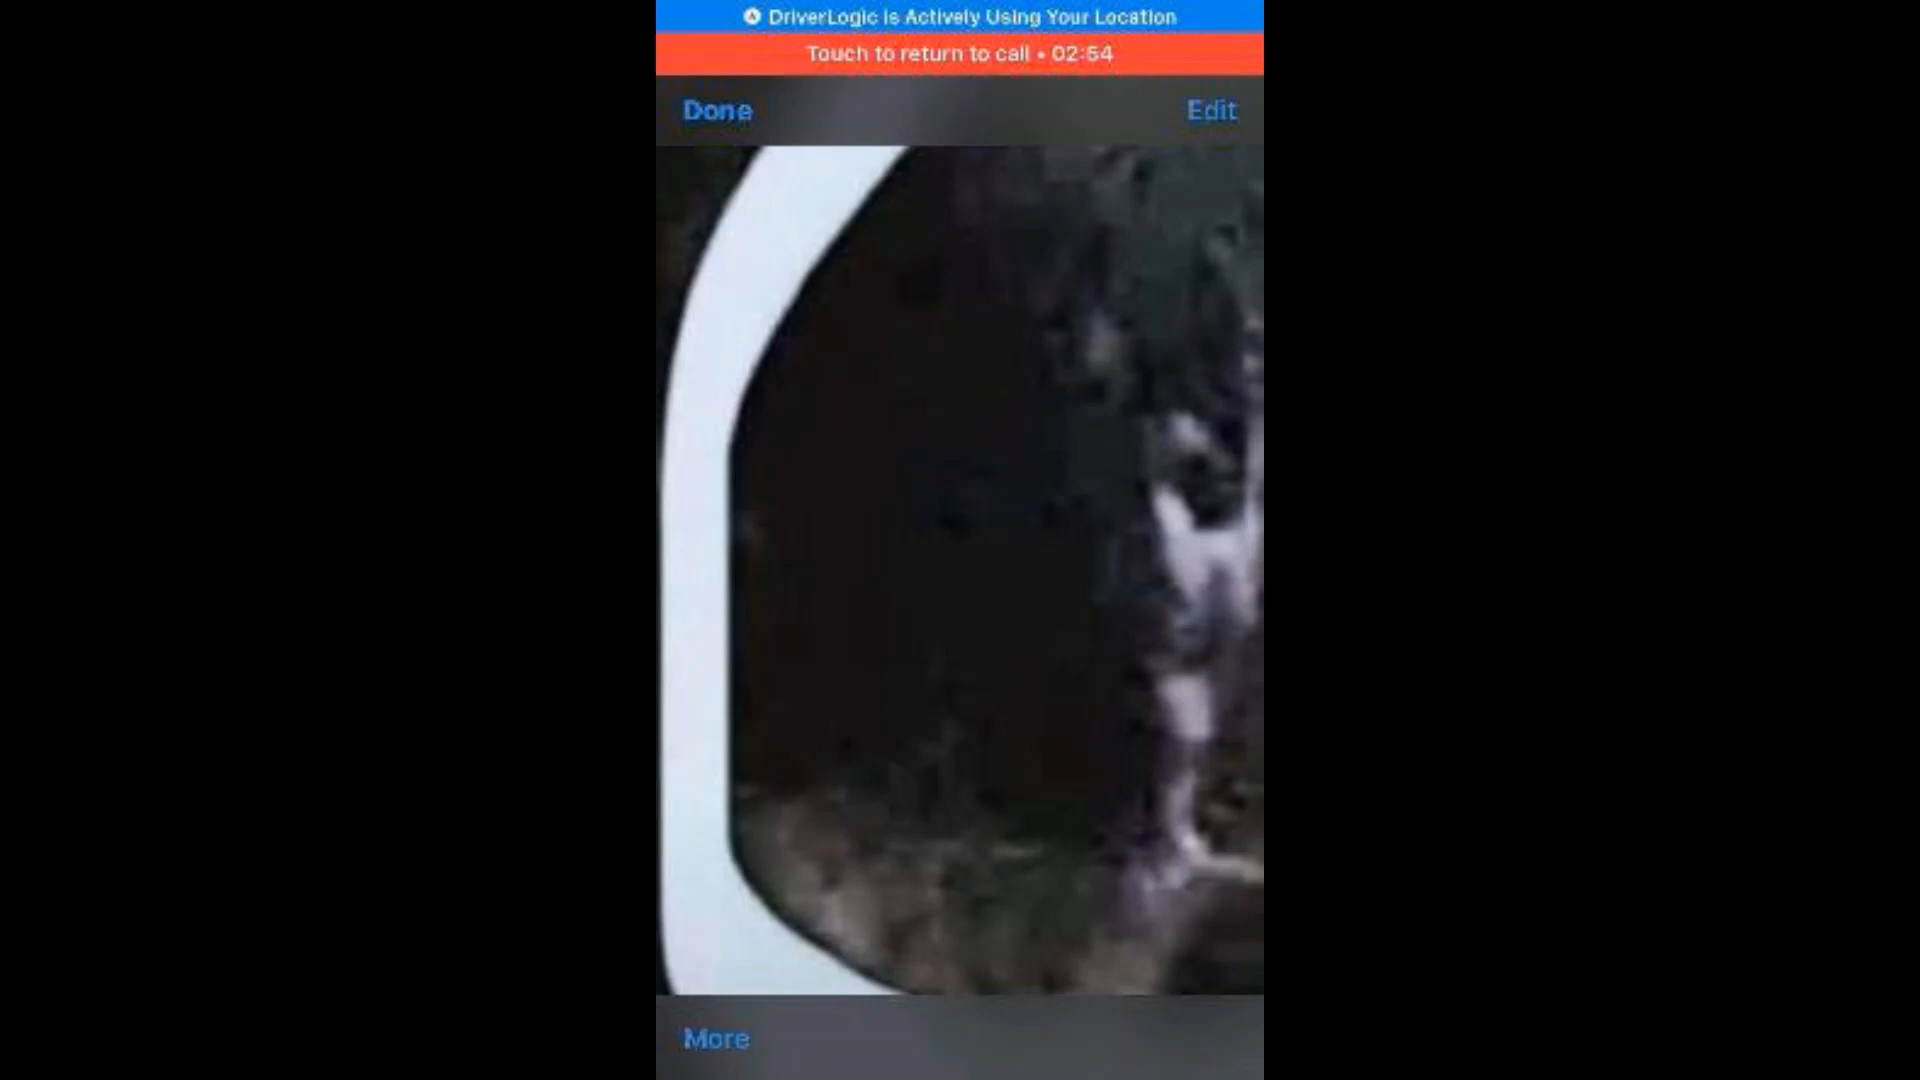 DriverLogic is Actively Using Your Location
Touch to return to call • 02:54
Done
Edit
More